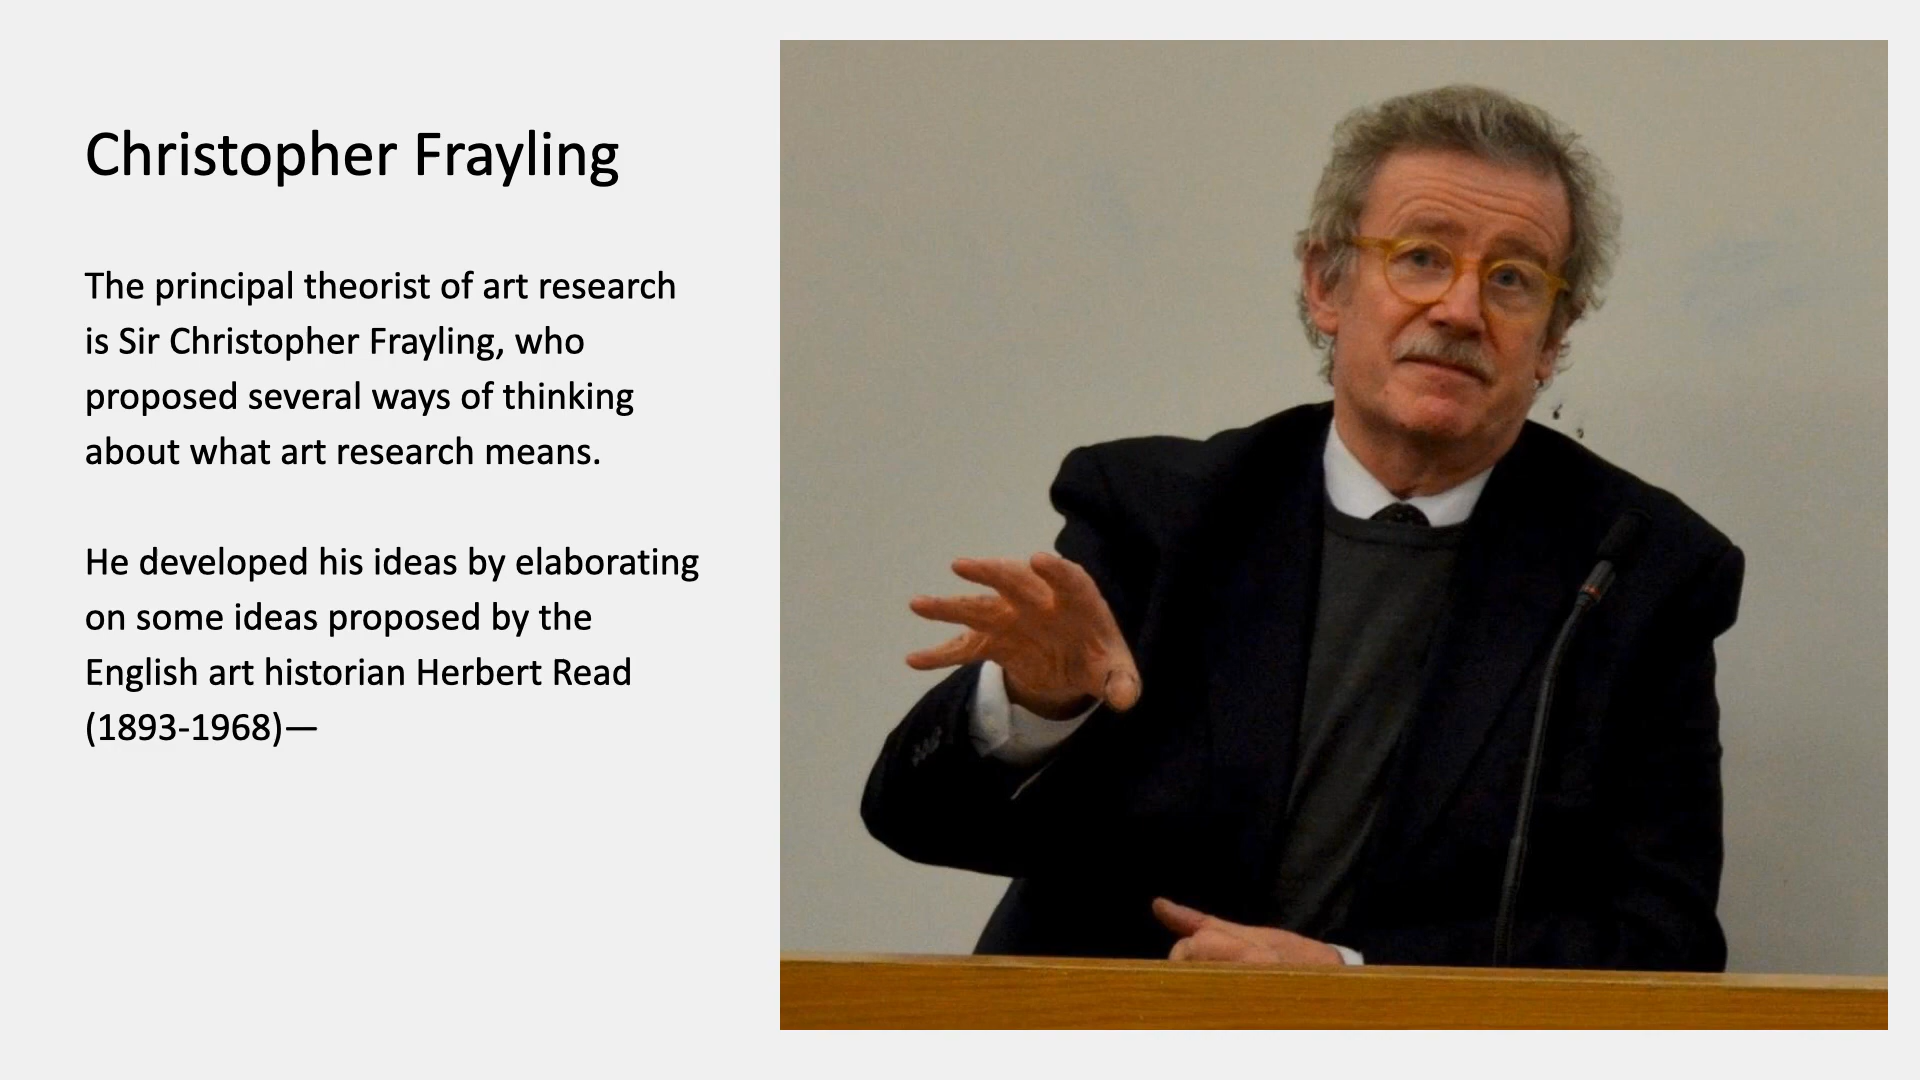 Christopher Frayling
The principal theorist of art research
is Sir Christopher Frayling, who
proposed several ways of thinking
about what art research means.
He developed his ideas by elaborating
on some ideas proposed by the
English art historian Herbert Read
(1893-1968)—